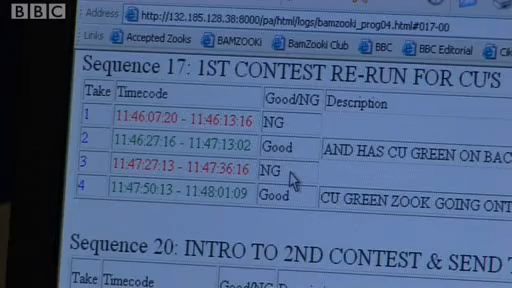 BBC
Address http://132.185.128.38:8000/pa/html/logs/bamzooki_prog04.html#017-00
Links Accepted Zooks BAMZOOKI BamZooki Club BBC BBC Editorial
Sequence 17: 1ST CONTEST RE-RUN FOR CU'S
Take Timecode Good/NG Description
1 11:46:07:20 - 11:46:13:16 NG
2 11:46:27:16 - 11:47:13:02 Good AND HAS CU GREEN ON BAC
3 11:47:27:13 - 11:47:36:16 NG
4 11:47:50:13 - 11:48:01:09 Good CU GREEN ZOOK GOING ONT
Sequence 20: INTRO TO 2ND CONTEST & SEND
Take Timecode Good/NG